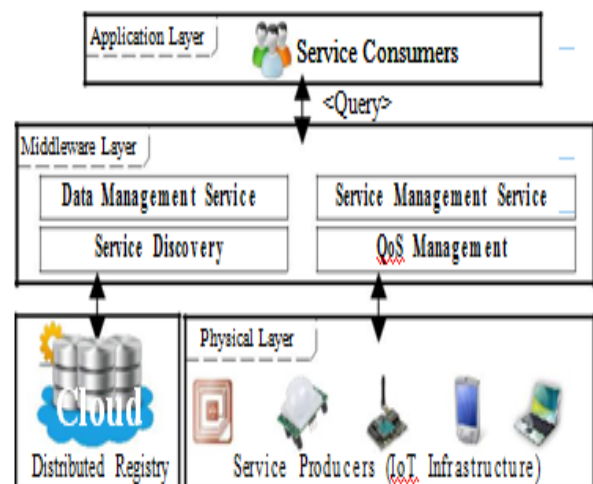 Application Layer
Service Consumers
<Query>
Middleware Layer
Data Management Service
Service Management Service
Service Discovery
QoS Management
Physical Layer
Cloud
Distributed Registry
Service Producers (IoT Infrastructure)